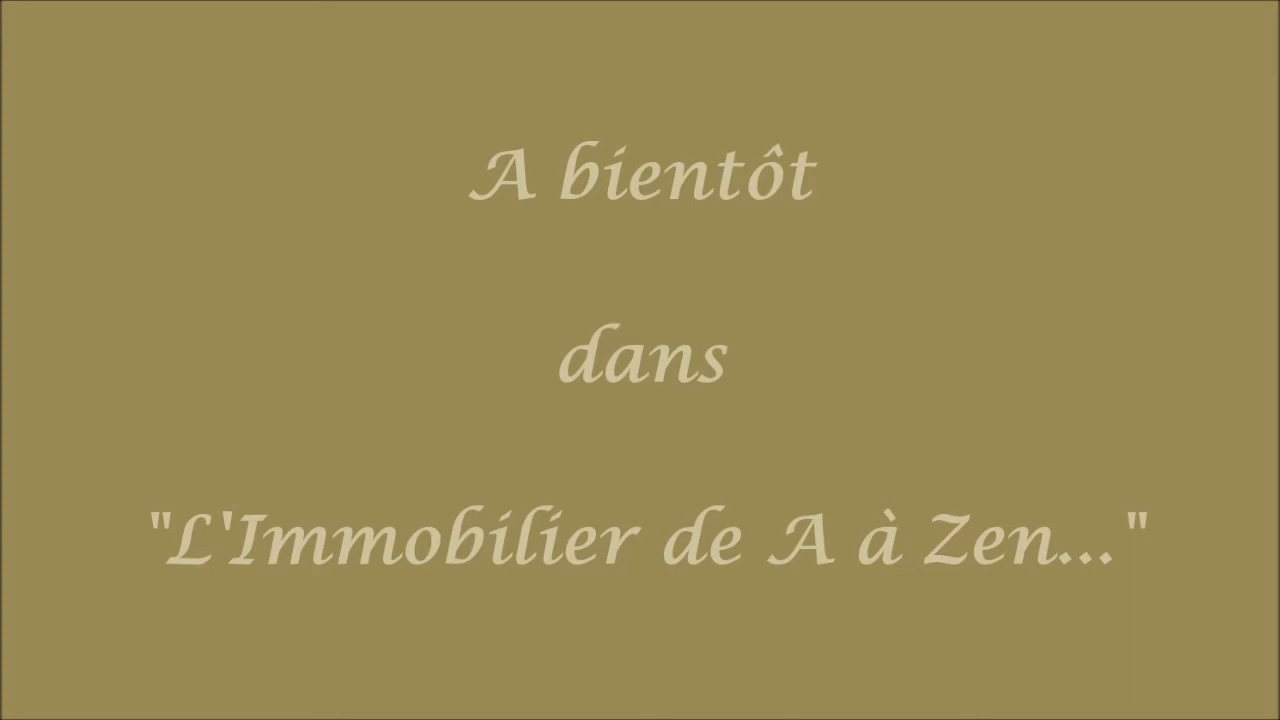 A bientôt
dans
"L'Immobilier de A à Zen..."